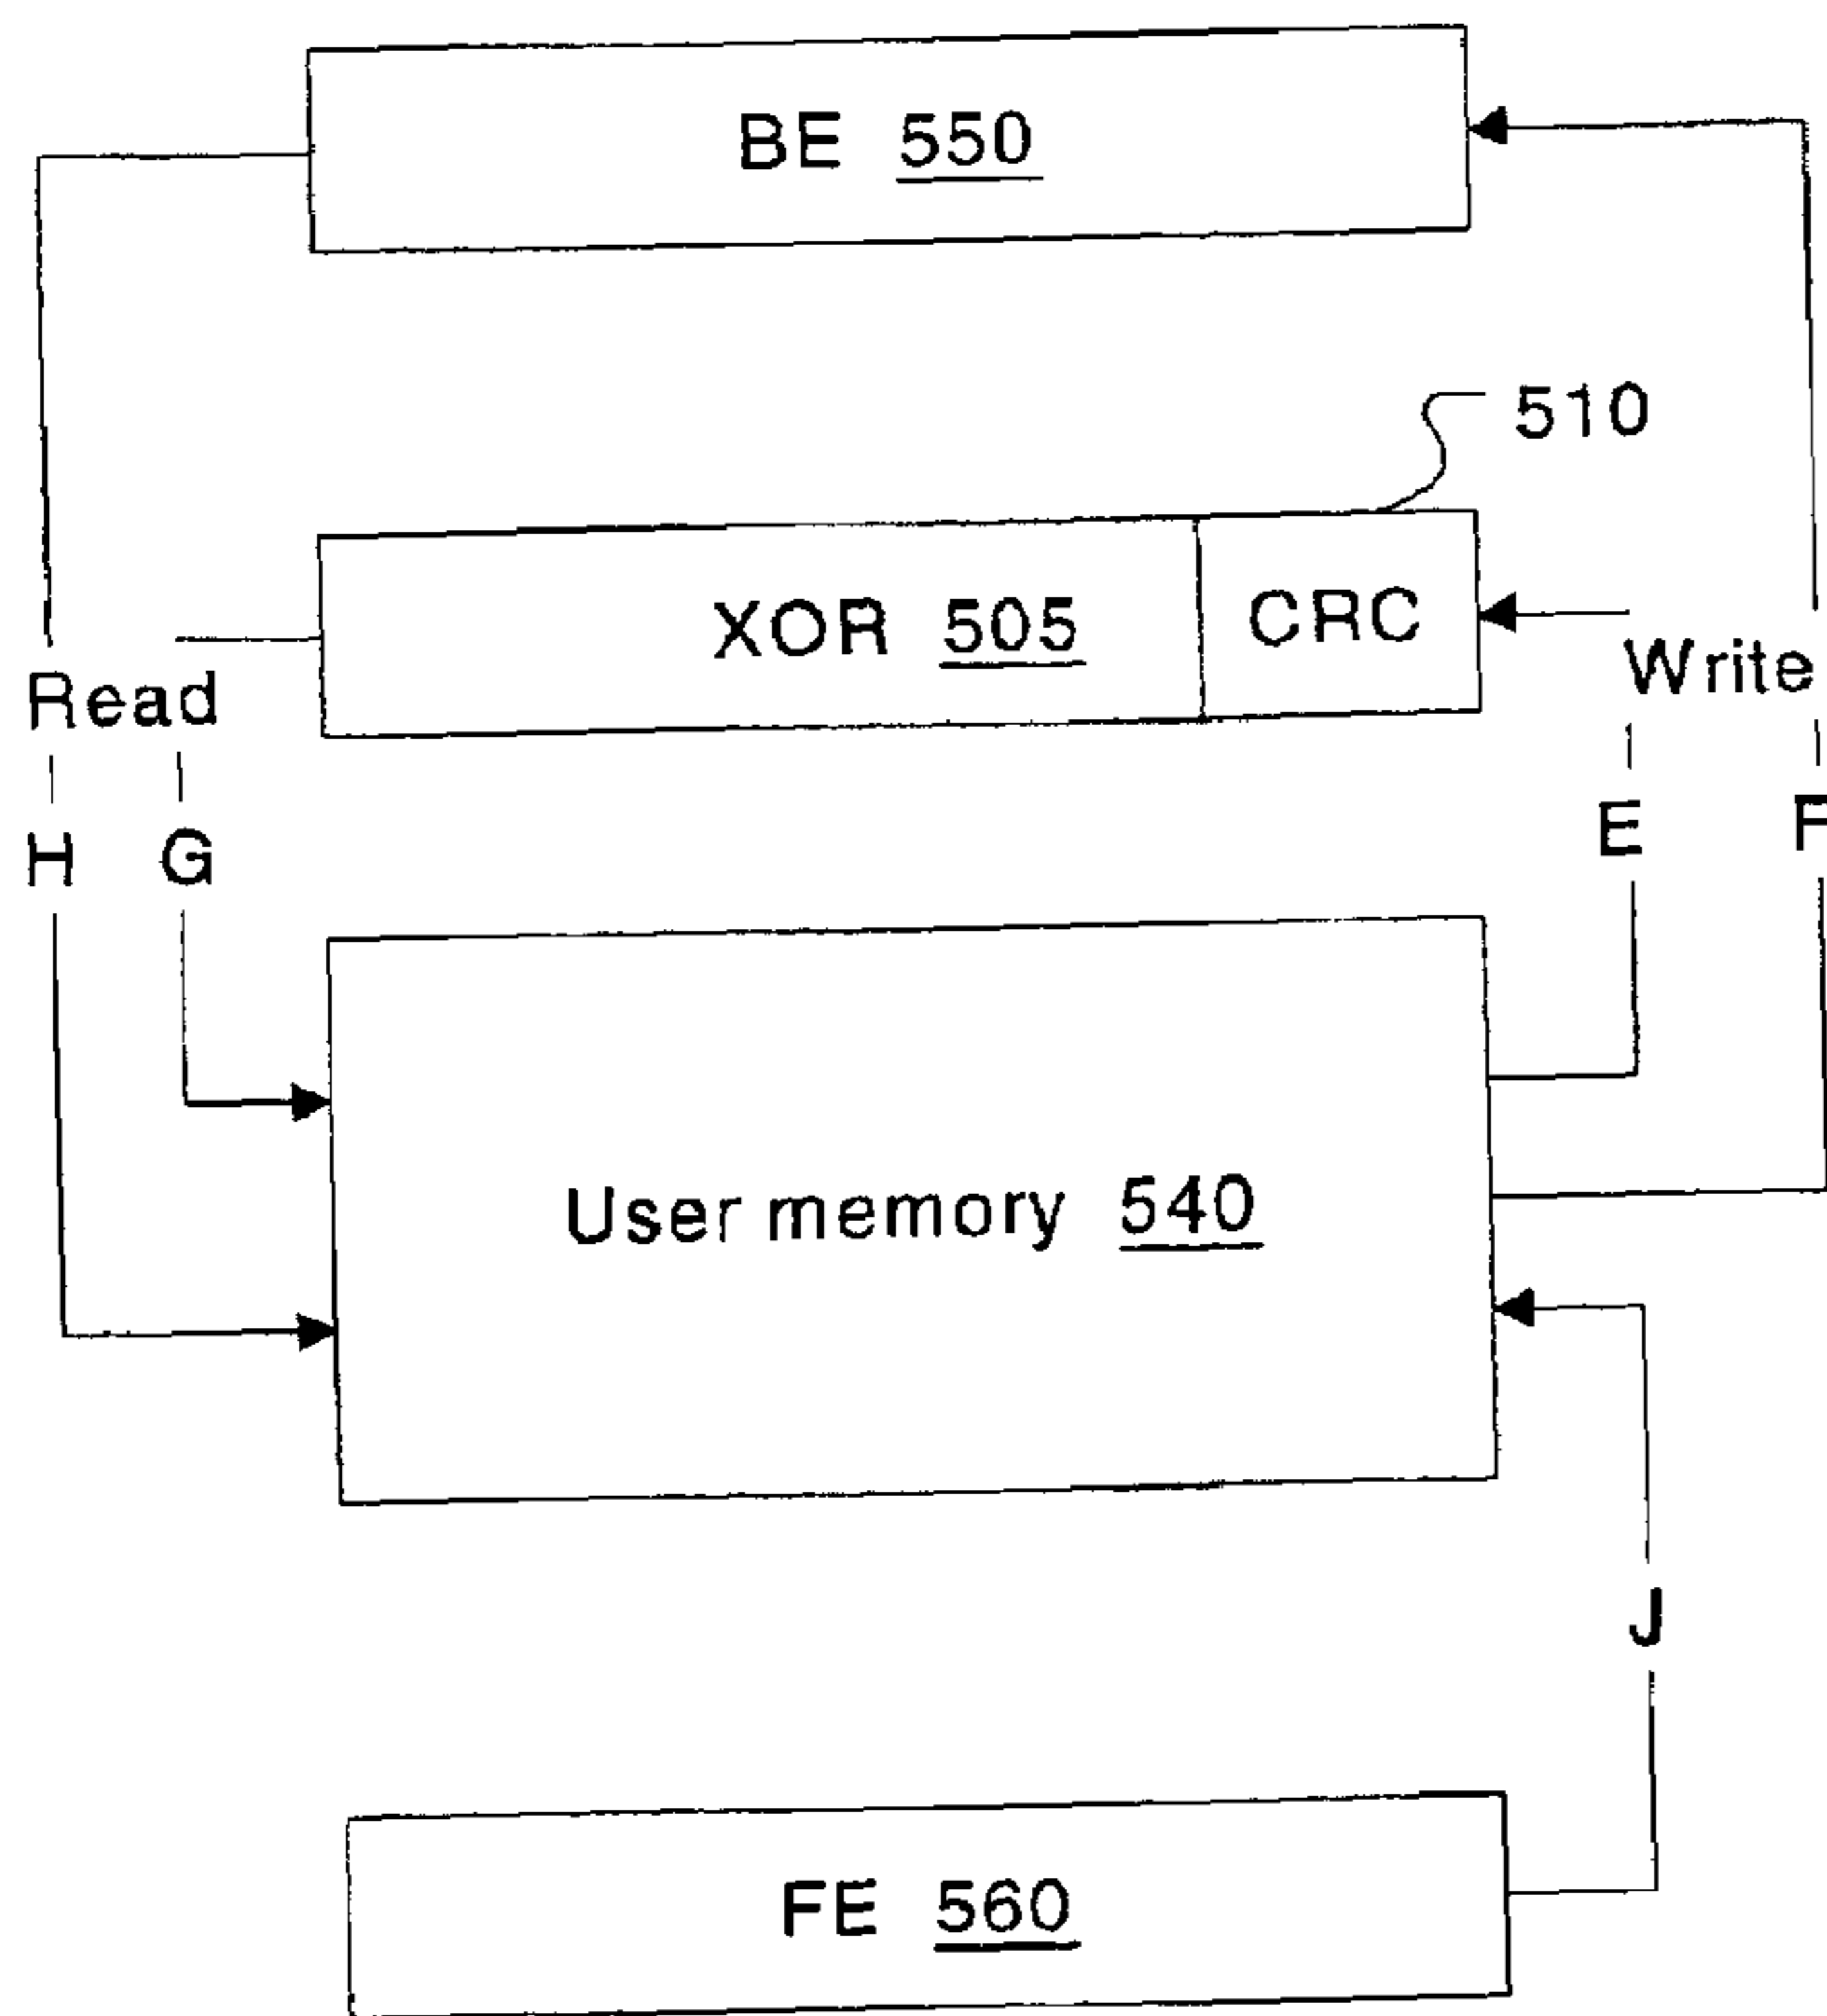 BE 550
510
XOR 505
CRC
Read
Write
H
G
E
F
User memory 540
J
FE 560